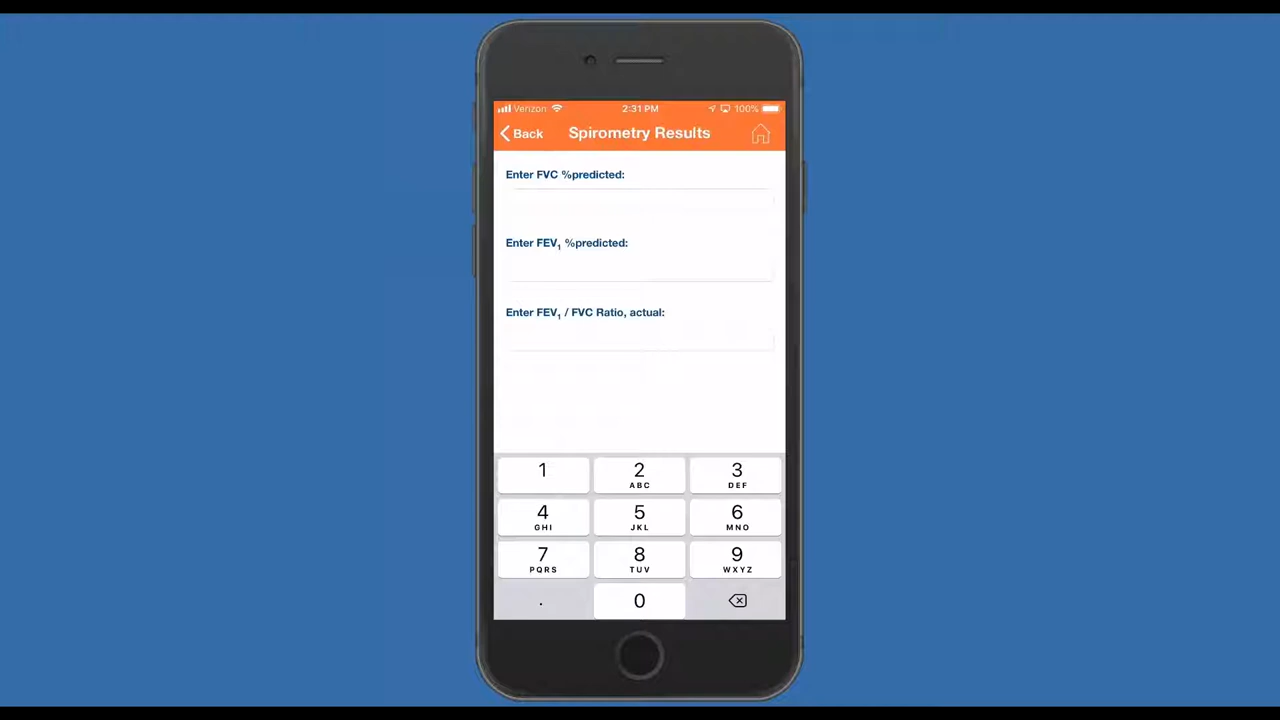 Verizon 2:31 PM 100%
Back Spirometry Results
Enter FVC %predicted:
Enter FEV₁ %predicted:
Enter FEV₁ / FVC Ratio, actual:
1 2 3
ABC DEF
4 5 6
GHI JKL MNO
7 8 9
PQRS TUV WXYZ
. 0